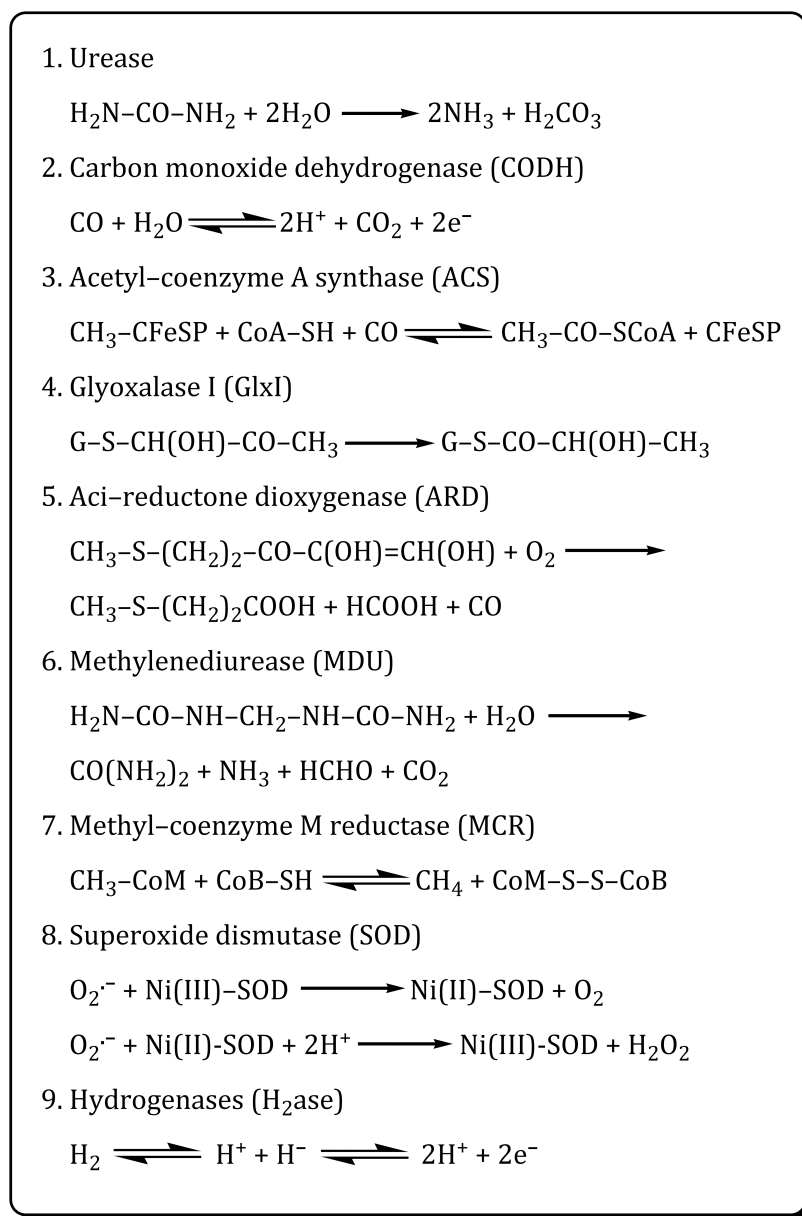 1. Urease
H₂N–CO–NH₂ + 2H₂O ⟶ 2NH₃ + H₂CO₃
2. Carbon monoxide dehydrogenase (CODH)
CO + H₂O ⇌ 2H⁺ + CO₂ + 2e⁻
3. Acetyl–coenzyme A synthase (ACS)
CH₃–CFeSP + CoA–SH + CO ⇌ CH₃–CO–SCoA + CFeSP
4. Glyoxalase I (GlxI)
G–S–CH(OH)–CO–CH₃ ⟶ G–S–CO–CH(OH)–CH₃
5. Aci–reductone dioxygenase (ARD)
CH₃–S–(CH₂)₂–CO–C(OH)=CH(OH) + O₂ ⟶
CH₃–S–(CH₂)₂COOH + HCOOH + CO
6. Methylenediurease (MDU)
H₂N–CO–NH–CH₂–NH–CO–NH₂ + H₂O ⟶
CO(NH₂)₂ + NH₃ + HCHO + CO₂
7. Methyl–coenzyme M reductase (MCR)
CH₃–CoM + CoB–SH ⇌ CH₄ + CoM–S–S–CoB
8. Superoxide dismutase (SOD)
O₂·⁻ + Ni(III)–SOD ⟶ Ni(II)–SOD + O₂
O₂·⁻ + Ni(II)-SOD + 2H⁺ ⟶ Ni(III)-SOD + H₂O₂
9. Hydrogenases (H₂ase)
H₂ ⇌ H⁺ + H⁻ ⇌ 2H⁺ + 2e⁻